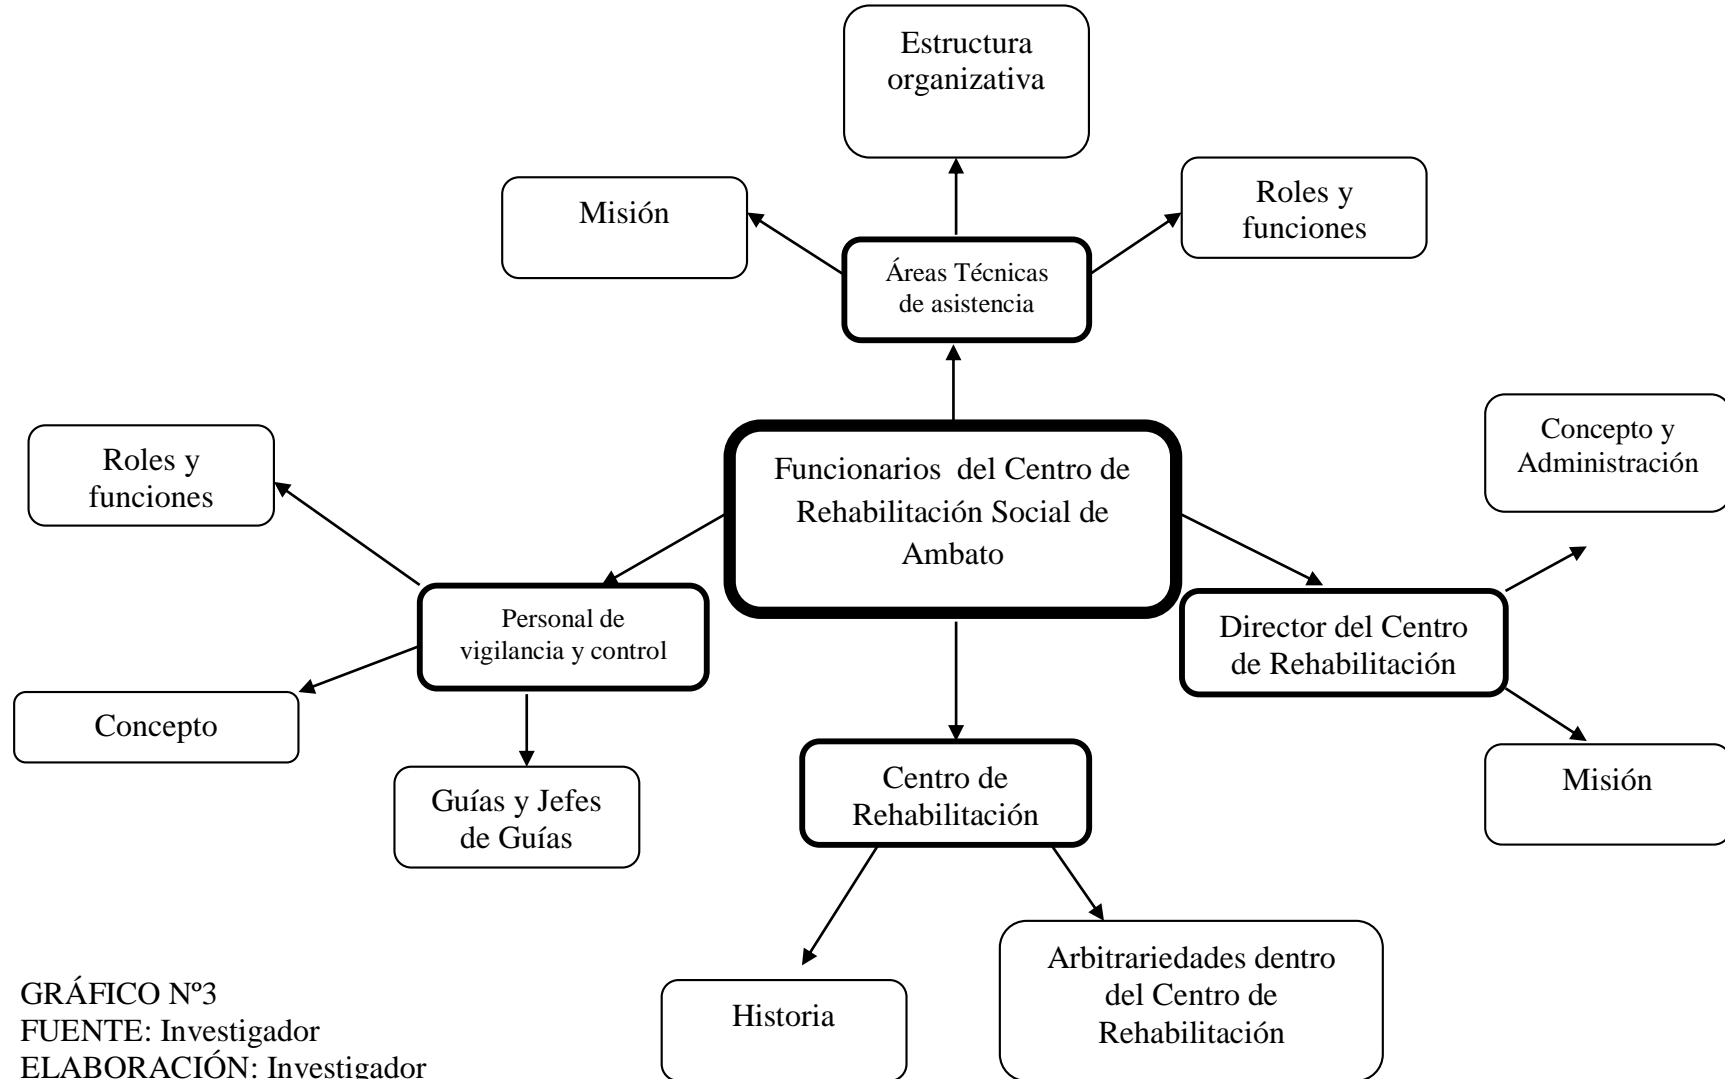 Estructura
organizativa
Misión
Roles y
funciones
Áreas Técnicas
de asistencia
Roles y
funciones
Funcionarios  del Centro de
Rehabilitación Social de
Ambato
Concepto y
Administración
Personal de
vigilancia y control
Director del Centro
de Rehabilitación
Concepto
Guías y Jefes
de Guías
Centro de
Rehabilitación
Misión
Historia
Arbitrariedades dentro
del Centro de
Rehabilitación
GRÁFICO Nº3
FUENTE: Investigador
ELABORACIÓN: Investigador